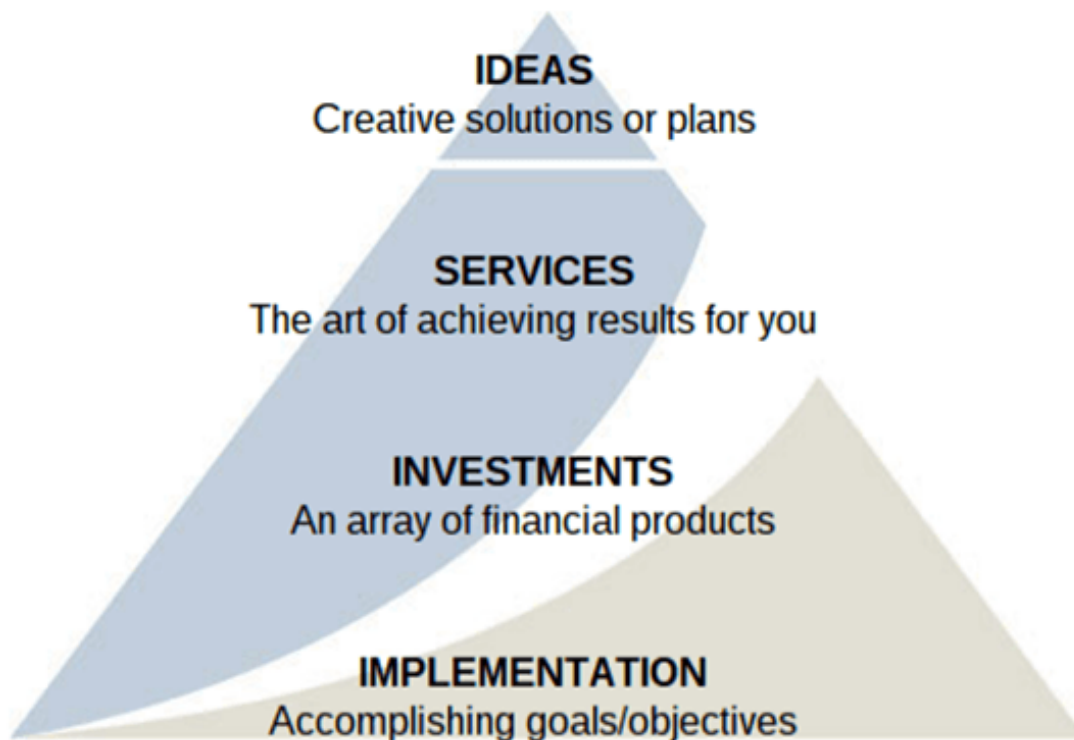 IDEAS
Creative solutions or plans
SERVICES
The art of achieving results for you
INVESTMENTS
An array of financial products
IMPLEMENTATION
Accomplishing goals/objectives